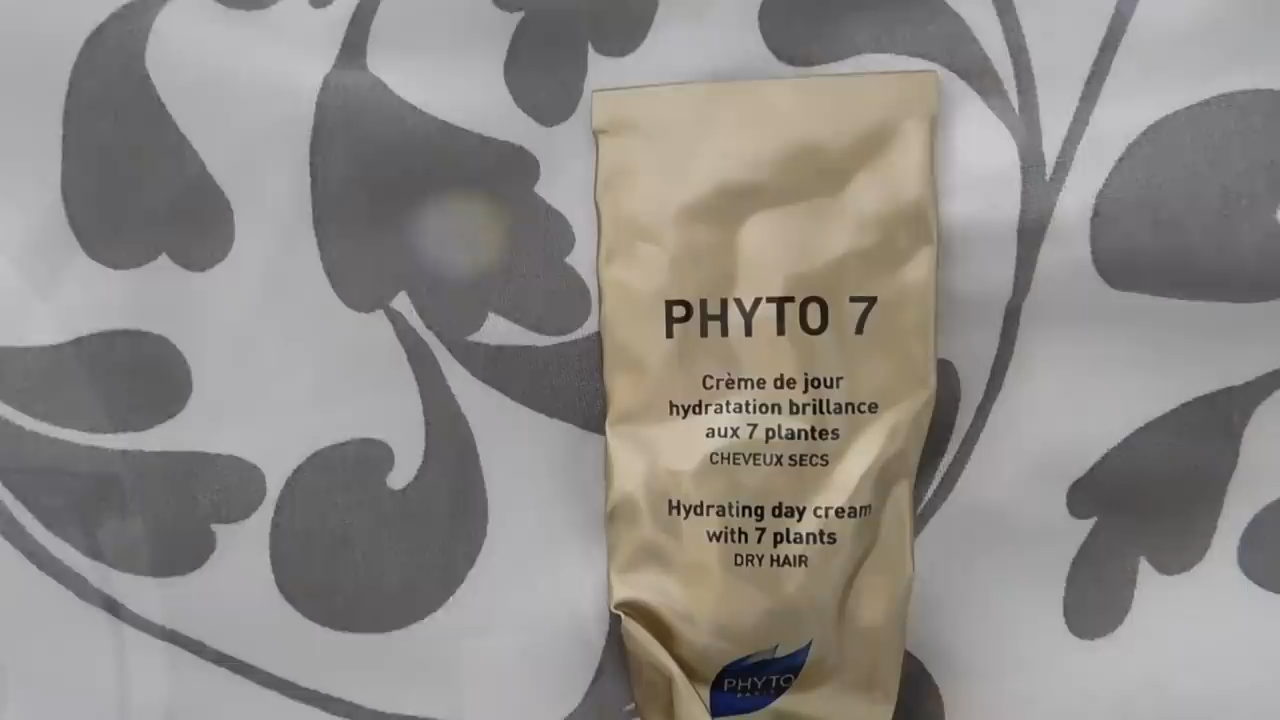 PHYTO 7
Crème de jour
hydratation brillance
aux 7 plantes
CHEVEUX SECS
Hydrating day cream
with 7 plants
DRY HAIR
PHYTO
PARIS